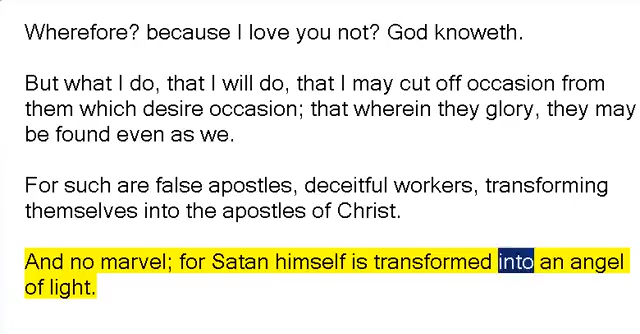 Wherefore? because I love you not? God knoweth.
But what I do, that I will do, that I may cut off occasion from
them which desire occasion; that wherein they glory, they may
be found even as we.
For such are false apostles, deceitful workers, transforming
themselves into the apostles of Christ.
And no marvel; for Satan himself is transformed into an angel
of light.